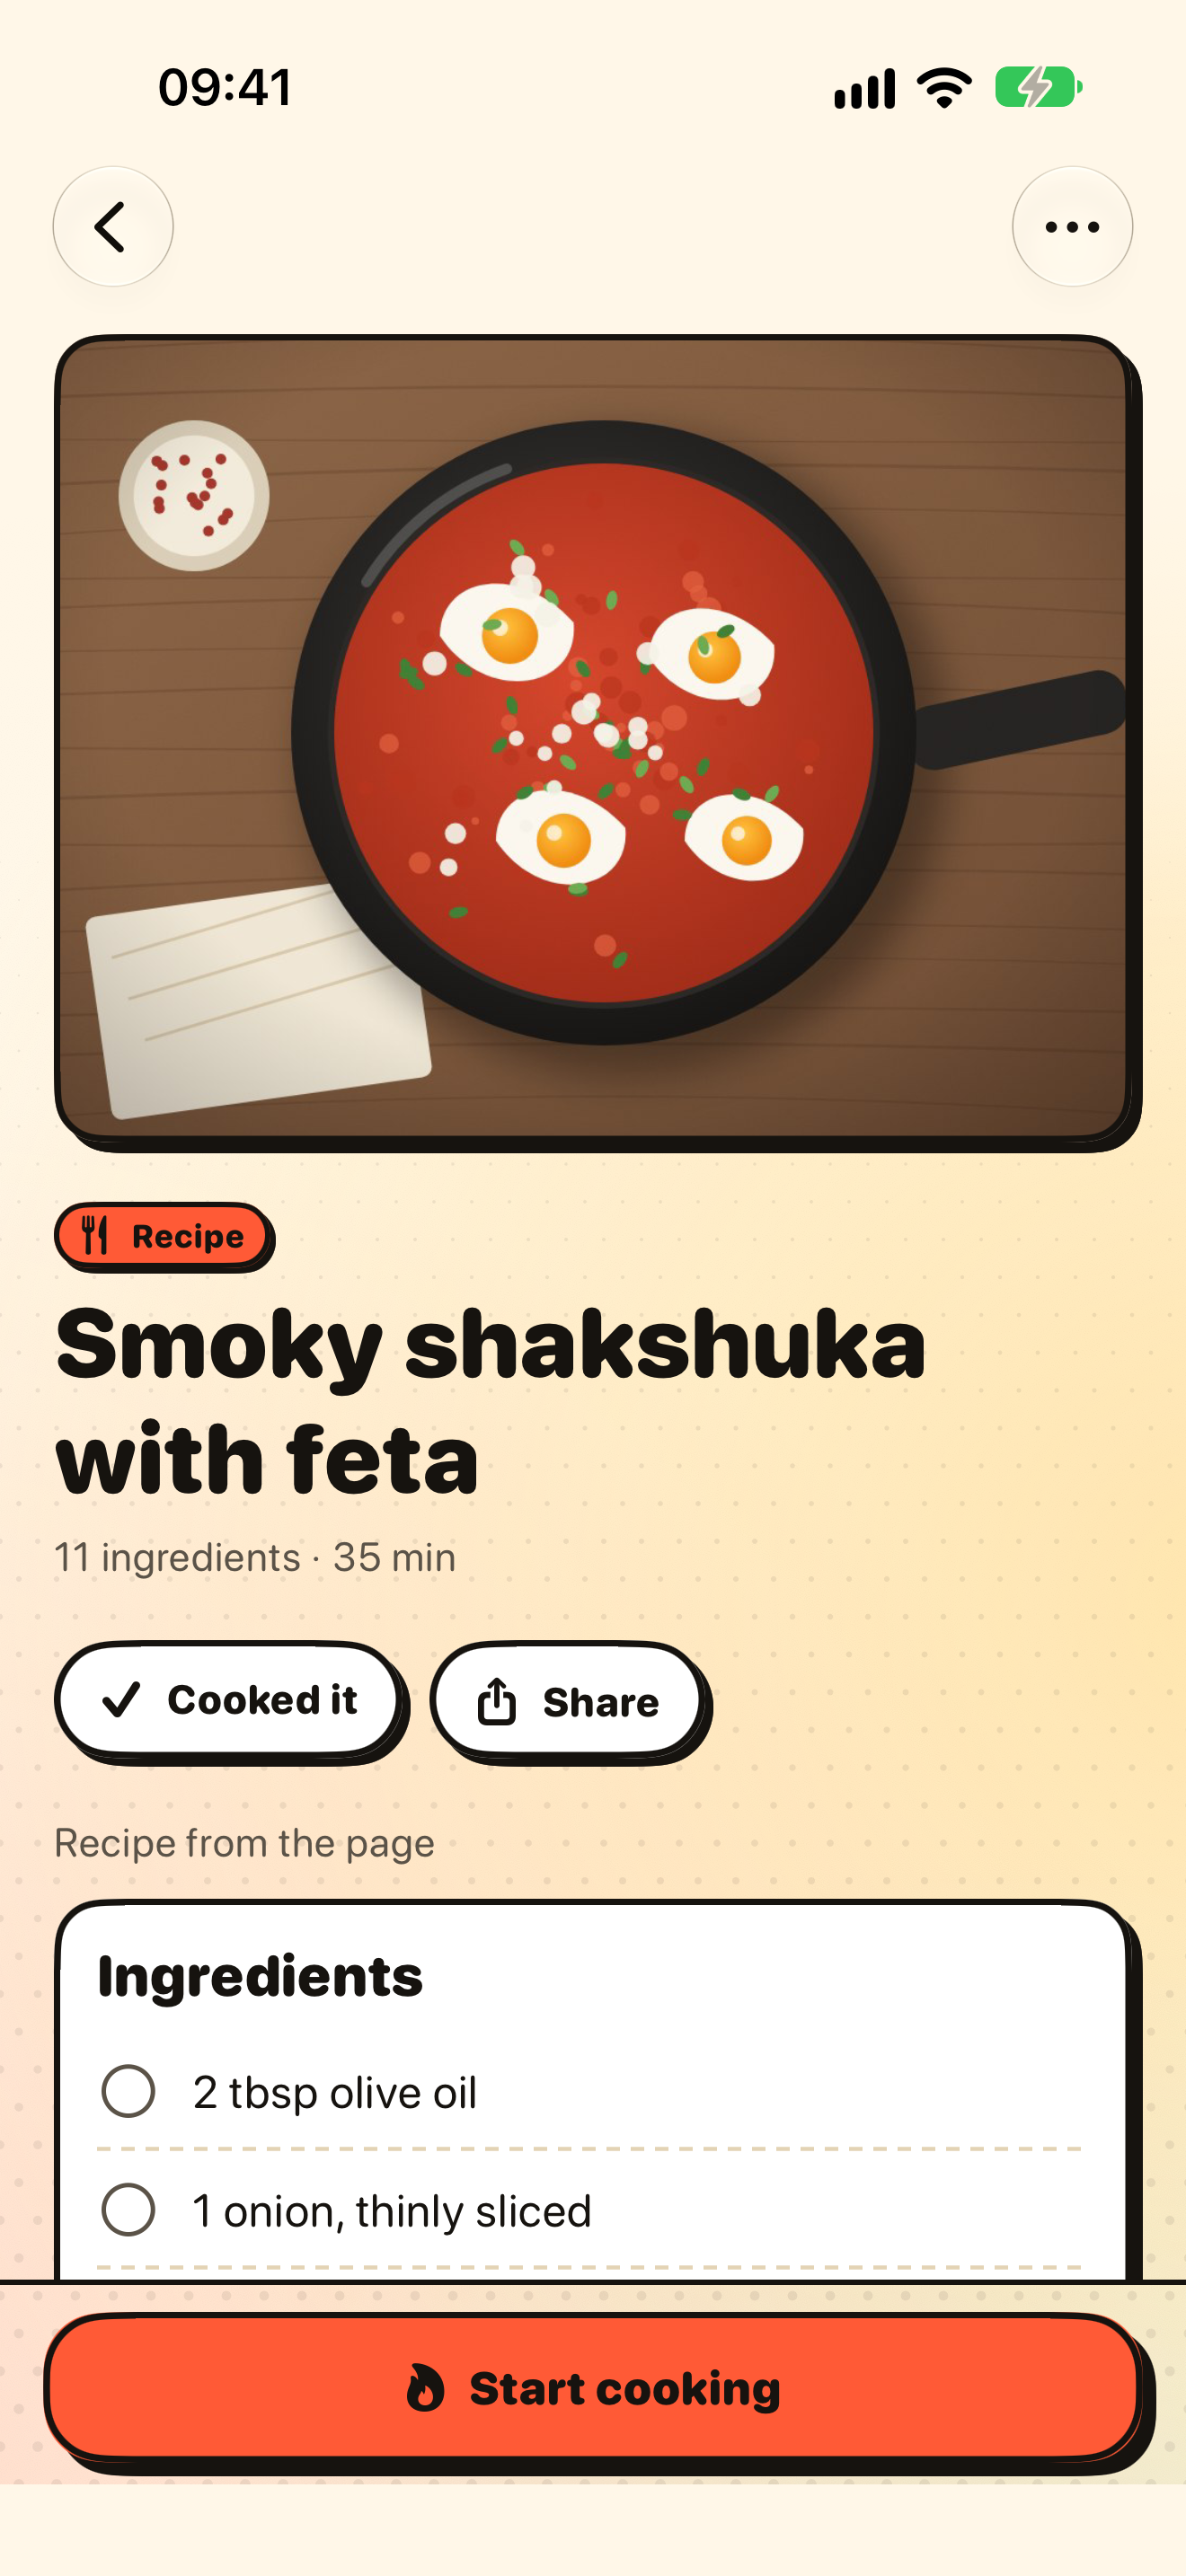 09:41
Recipe
Smoky shakshuka
with feta
11 ingredients · 35 min
Cooked it
Share
Recipe from the page
Ingredients
2 tbsp olive oil
1 onion, thinly sliced
Start cooking